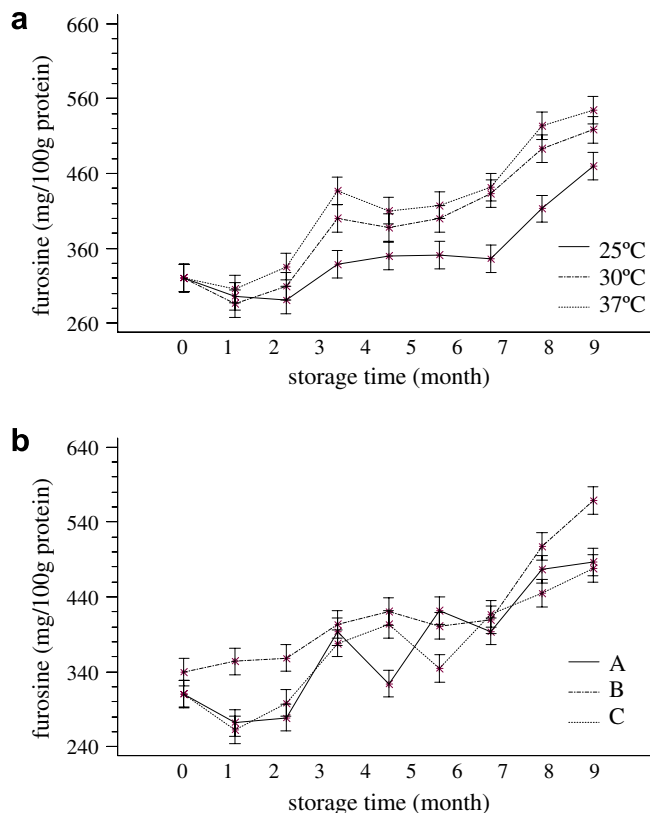 a
furosine (mg/100g protein)
660
560
460
360
260
25ºC
30ºC
37ºC
0 1 2 3 4 5 6 7 8 9
storage time (month)
b
furosine (mg/100g protein)
640
540
440
340
240
A
B
C
0 1 2 3 4 5 6 7 8 9
storage time (month)